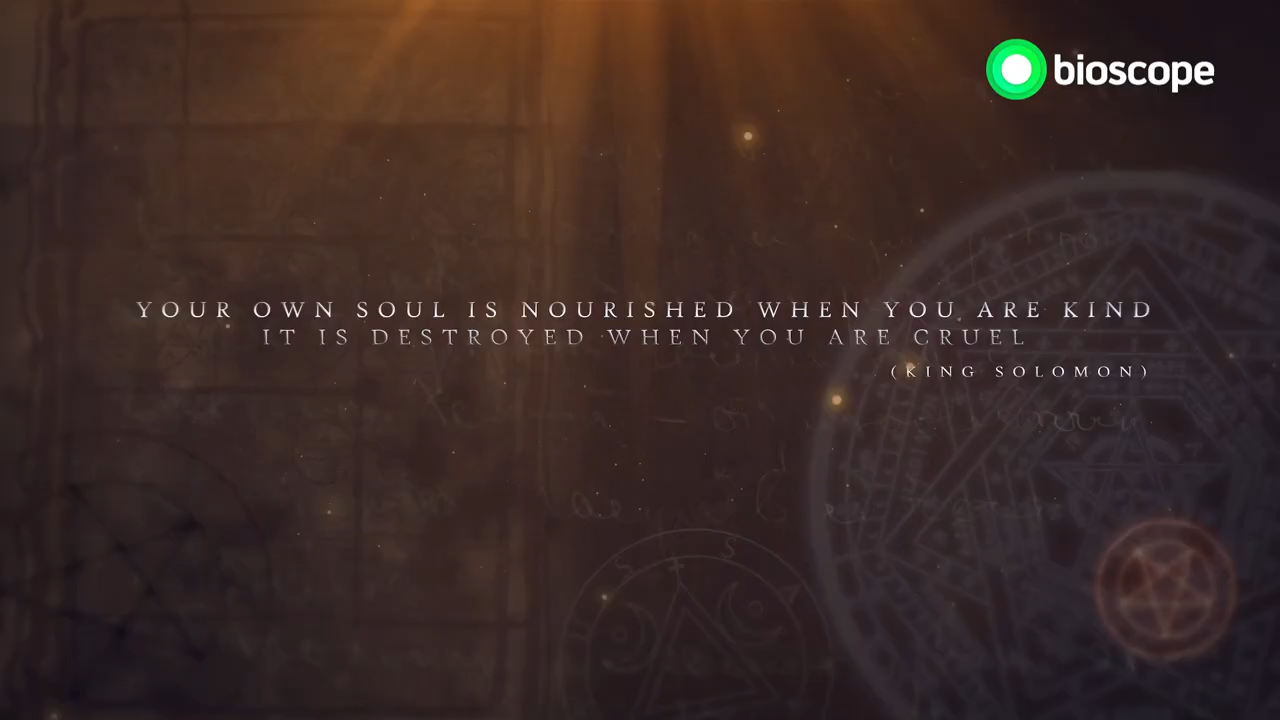 bioscope
YOUR OWN SOUL IS NOURISHED WHEN YOU ARE KIND
IT IS DESTROYED WHEN YOU ARE CRUEL
(KING SOLOMON)